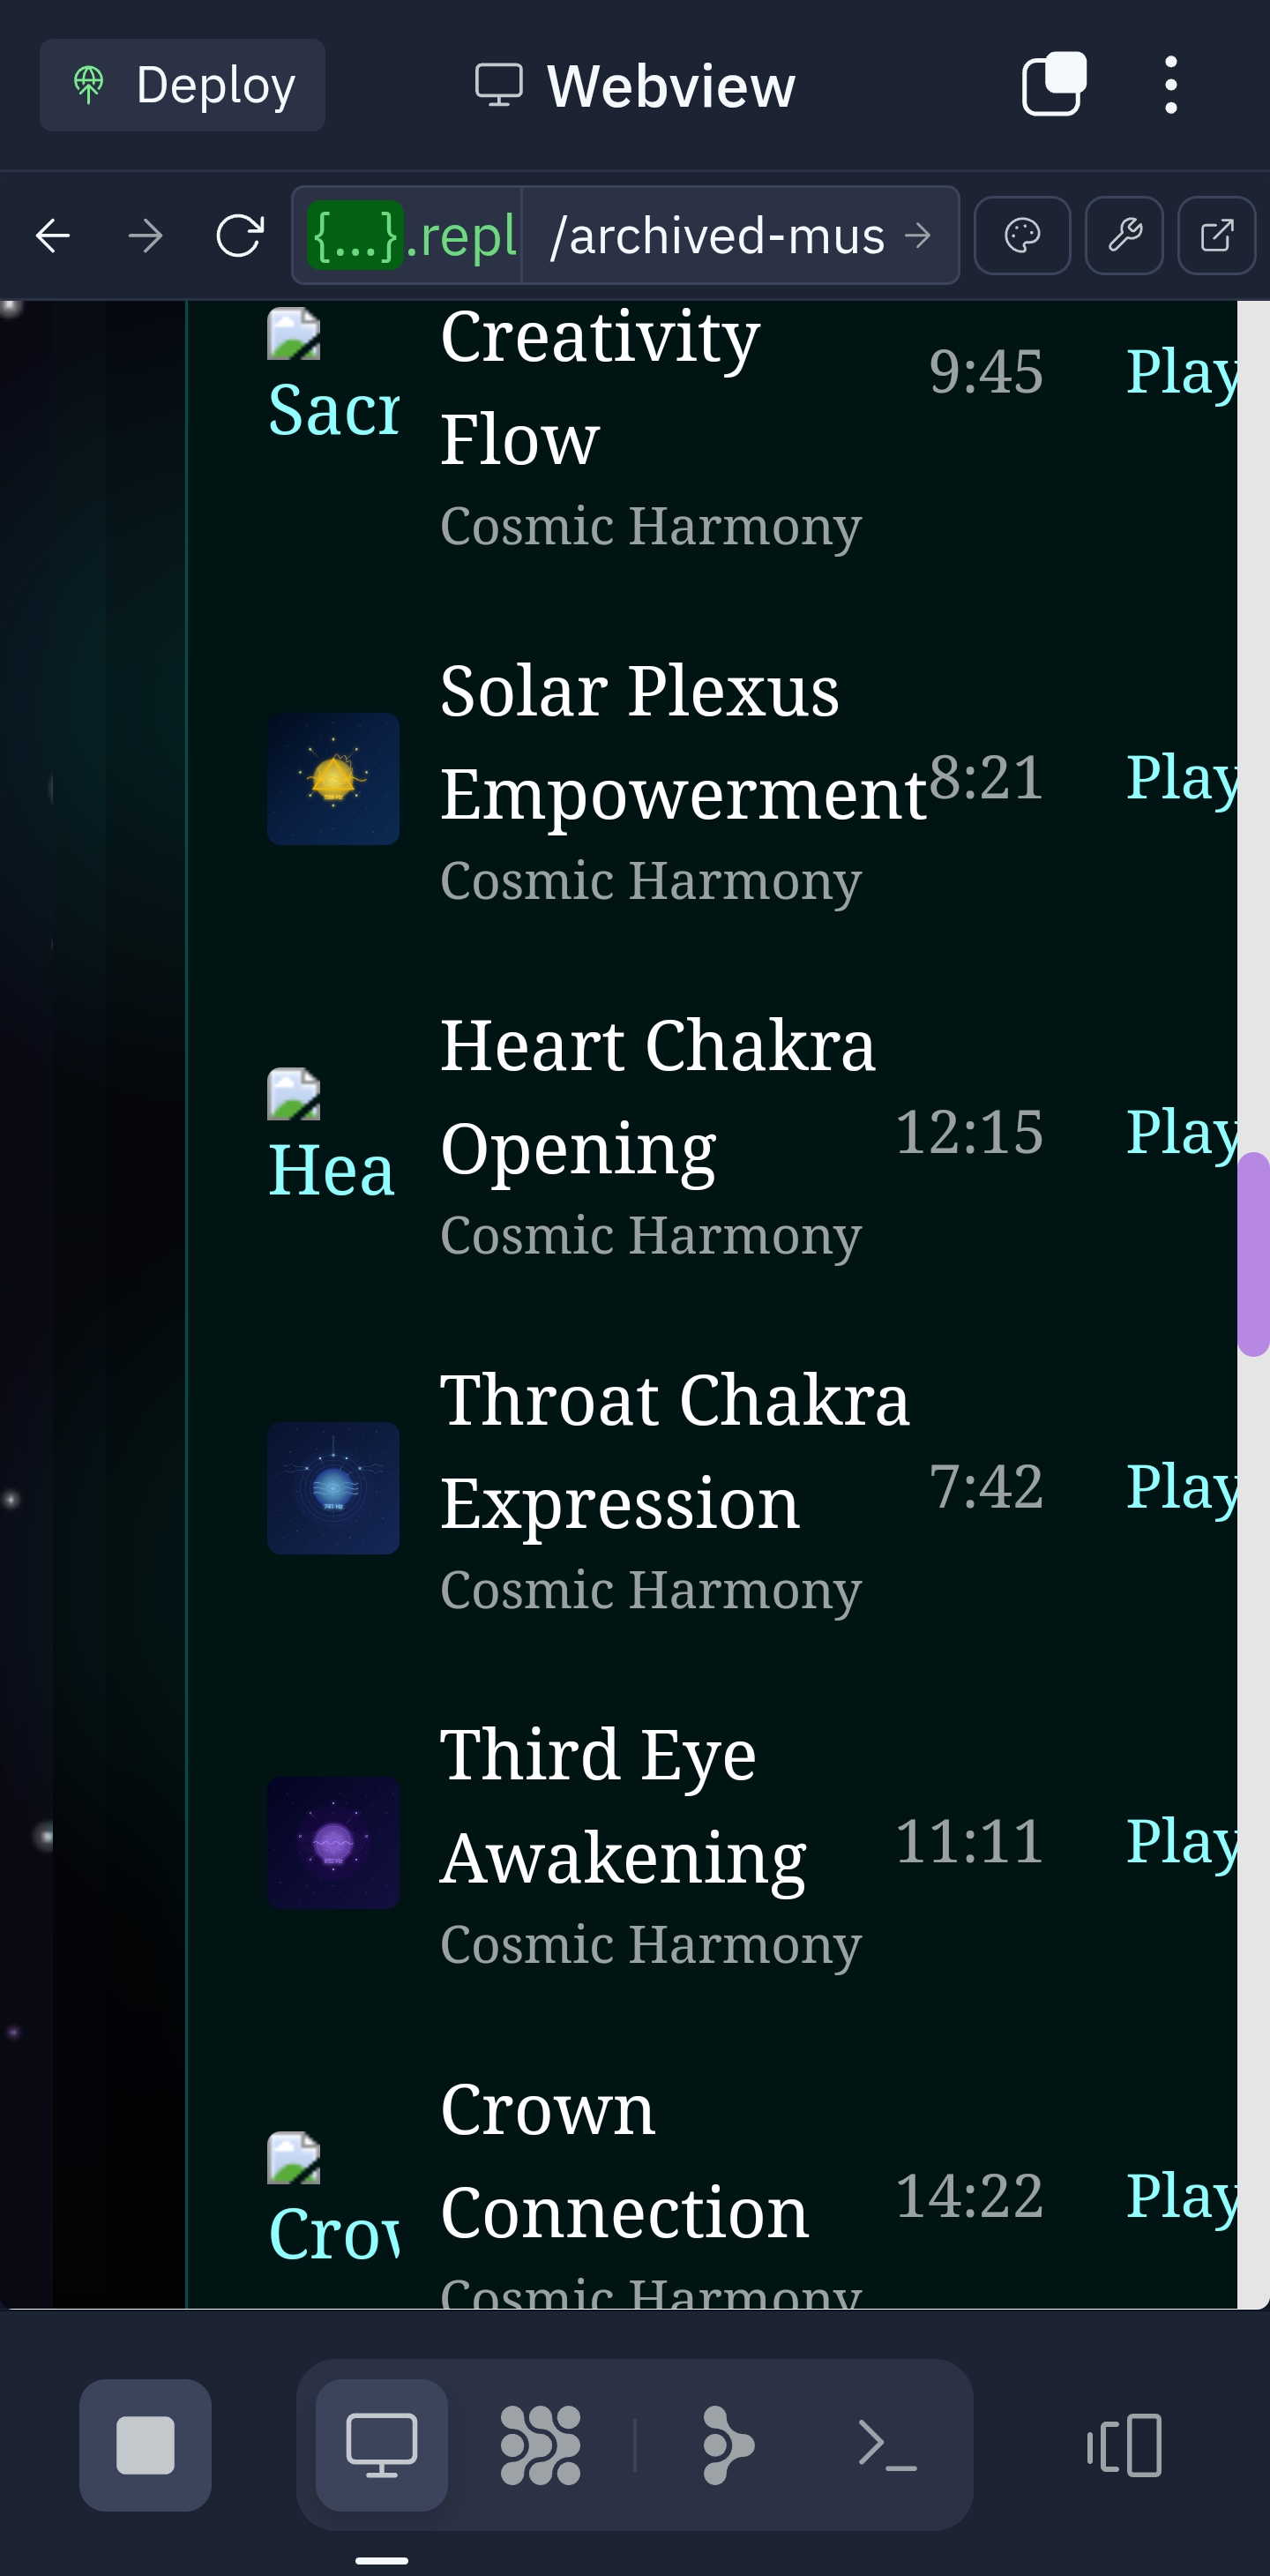 Deploy
Webview
{...}.repl
/archived-mus
Sacr
Creativity
Flow
Cosmic Harmony
9:45
Play
Solar Plexus
Empowerment
Cosmic Harmony
8:21
Play
Hea
Heart Chakra
Opening
Cosmic Harmony
12:15
Play
Throat Chakra
Expression
Cosmic Harmony
7:42
Play
Third Eye
Awakening
Cosmic Harmony
11:11
Play
Crov
Crown
Connection
Cosmic Harmony
14:22
Play